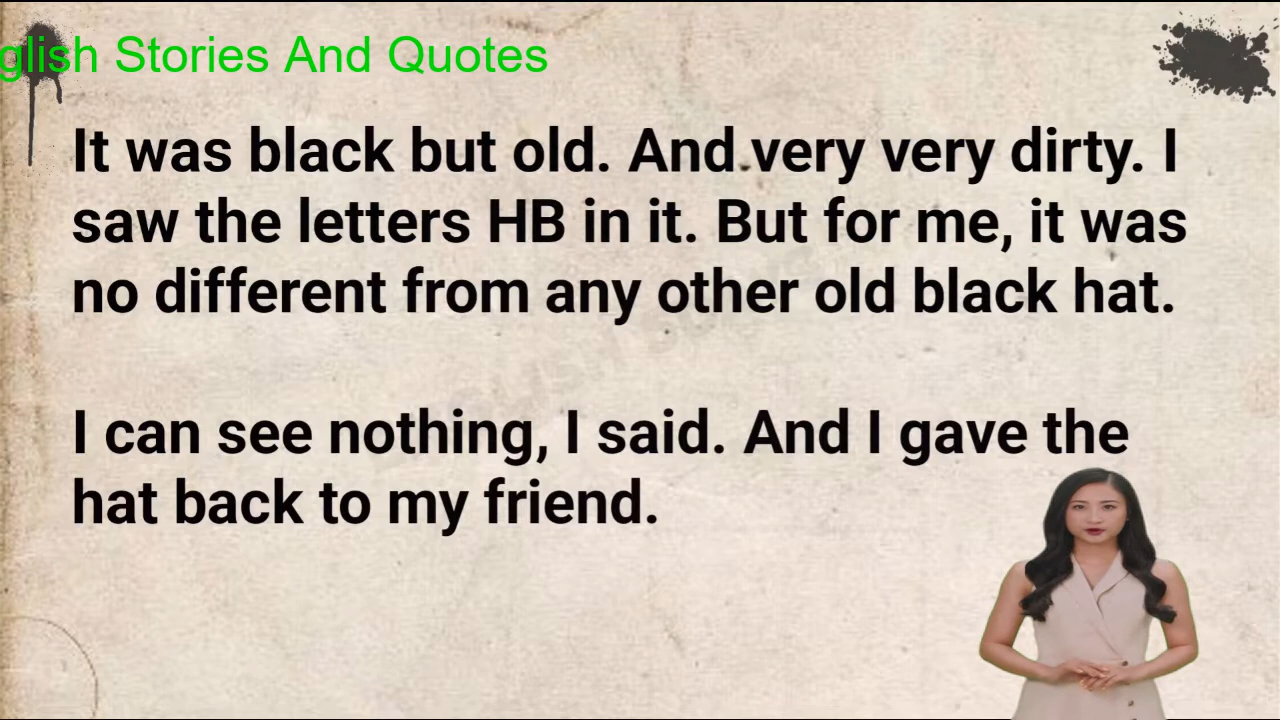 glish Stories And Quotes
It was black but old. And very very dirty. I
saw the letters HB in it. But for me, it was
no different from any other old black hat.
I can see nothing, I said. And I gave the
hat back to my friend.